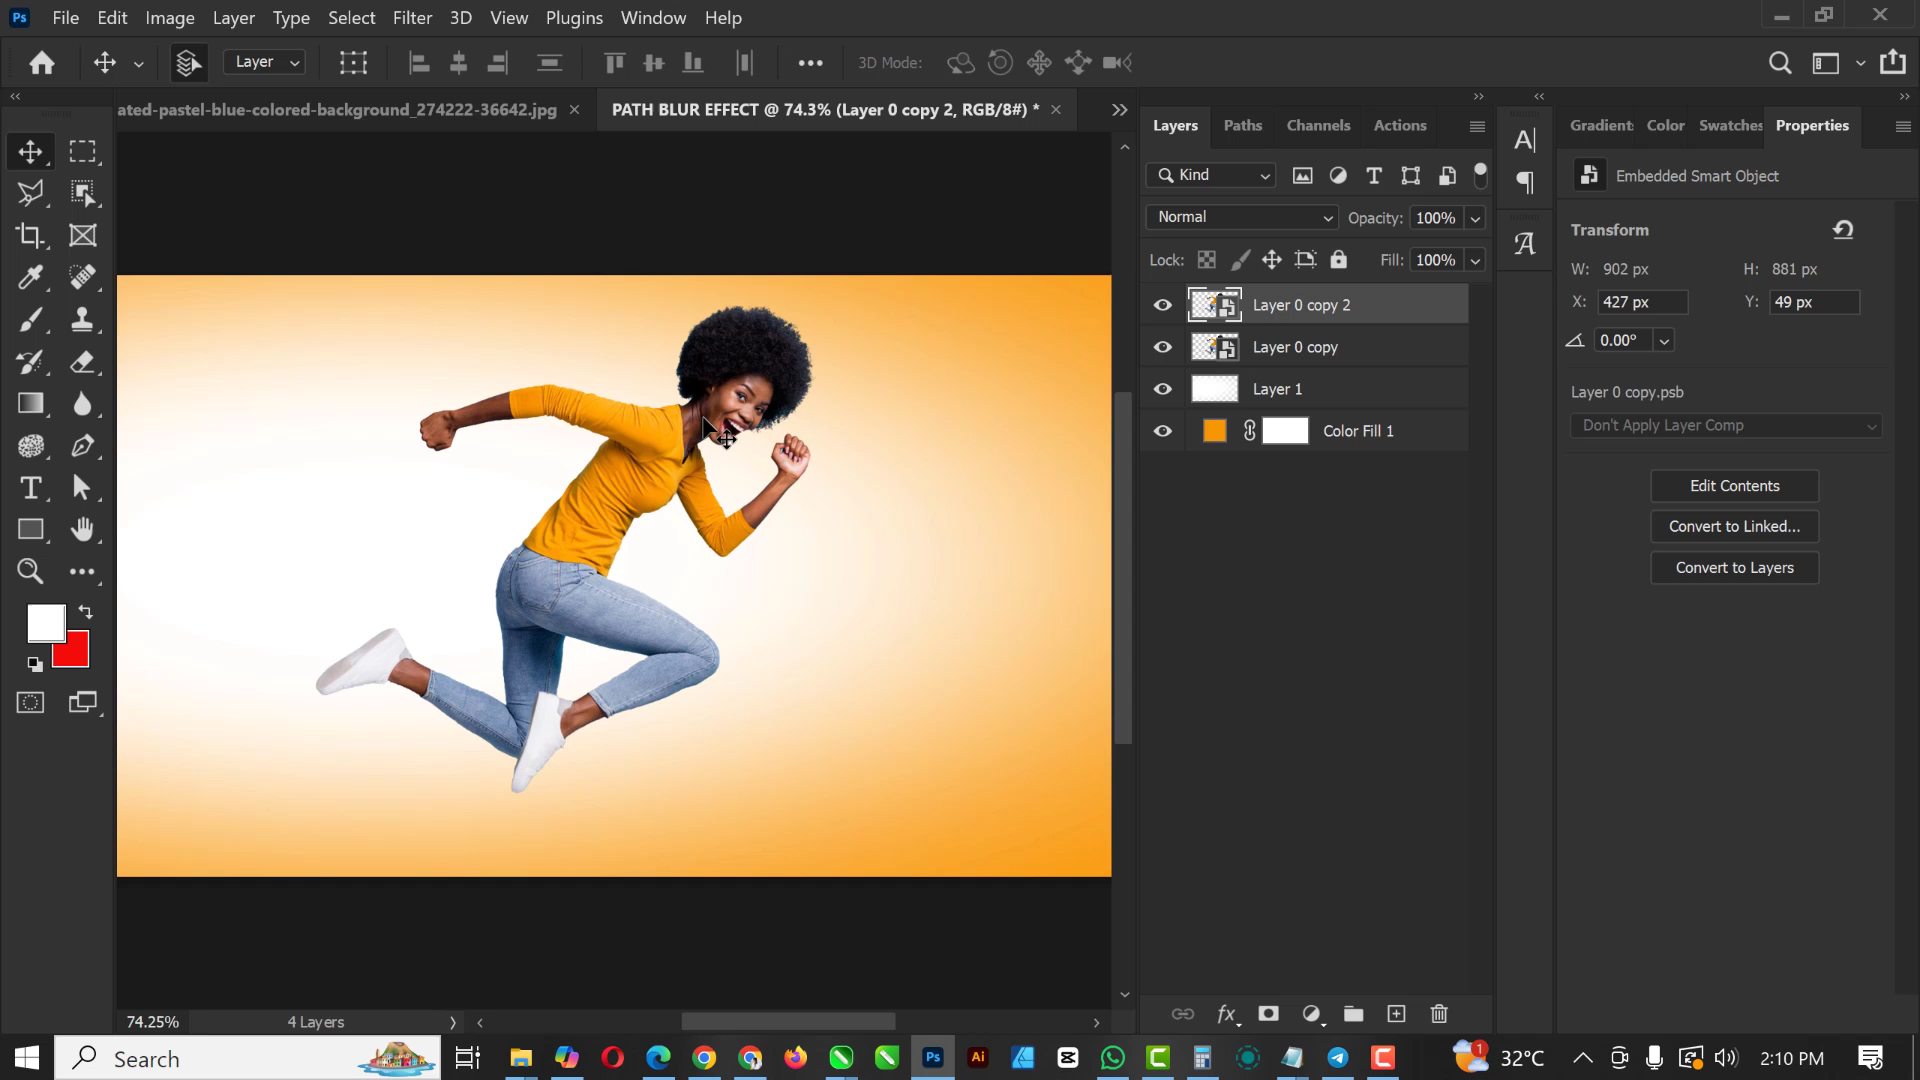 Ps File Edit Image Layer Type Select Filter 3D View Plugins Window Help
Layer 3D Mode:
ated-pastel-blue-colored-background_274222-36642.jpg PATH BLUR EFFECT @ 74.3% (Layer 0 copy 2, RGB/8#) *
Layers Paths Channels Actions
Kind
Normal Opacity: 100%
Lock: Fill: 100%
Layer 0 copy 2
Layer 0 copy
Layer 1
Color Fill 1
Gradient Color Swatches Properties
Embedded Smart Object
Transform
W: 902 px H: 881 px
X: 427 px Y: 49 px
0.00°
Layer 0 copy.psb
Don't Apply Layer Comp
Edit Contents
Convert to Linked...
Convert to Layers
74.25% 4 Layers
Search
Ps Ai
1 32°C 2:10 PM